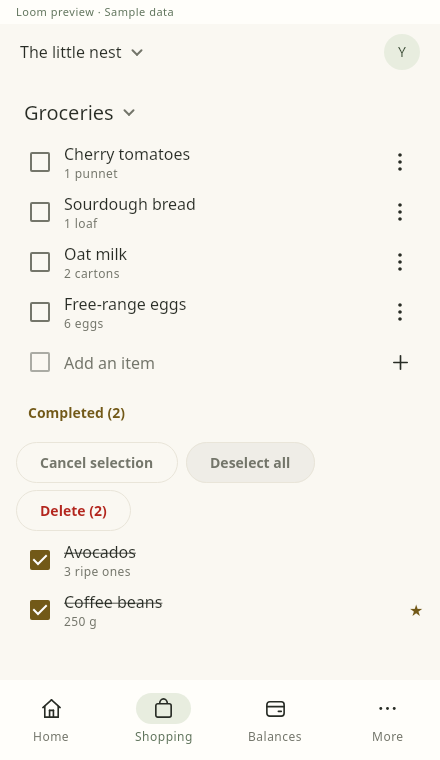 Loom preview · Sample data
The little nest
Y
Groceries
Cherry tomatoes
1 punnet
Sourdough bread
1 loaf
Oat milk
2 cartons
Free-range eggs
6 eggs
Add an item
Completed (2)
Cancel selection
Deselect all
Delete (2)
Avocados
3 ripe ones
Coffee beans
250 g
Home
Shopping
Balances
More